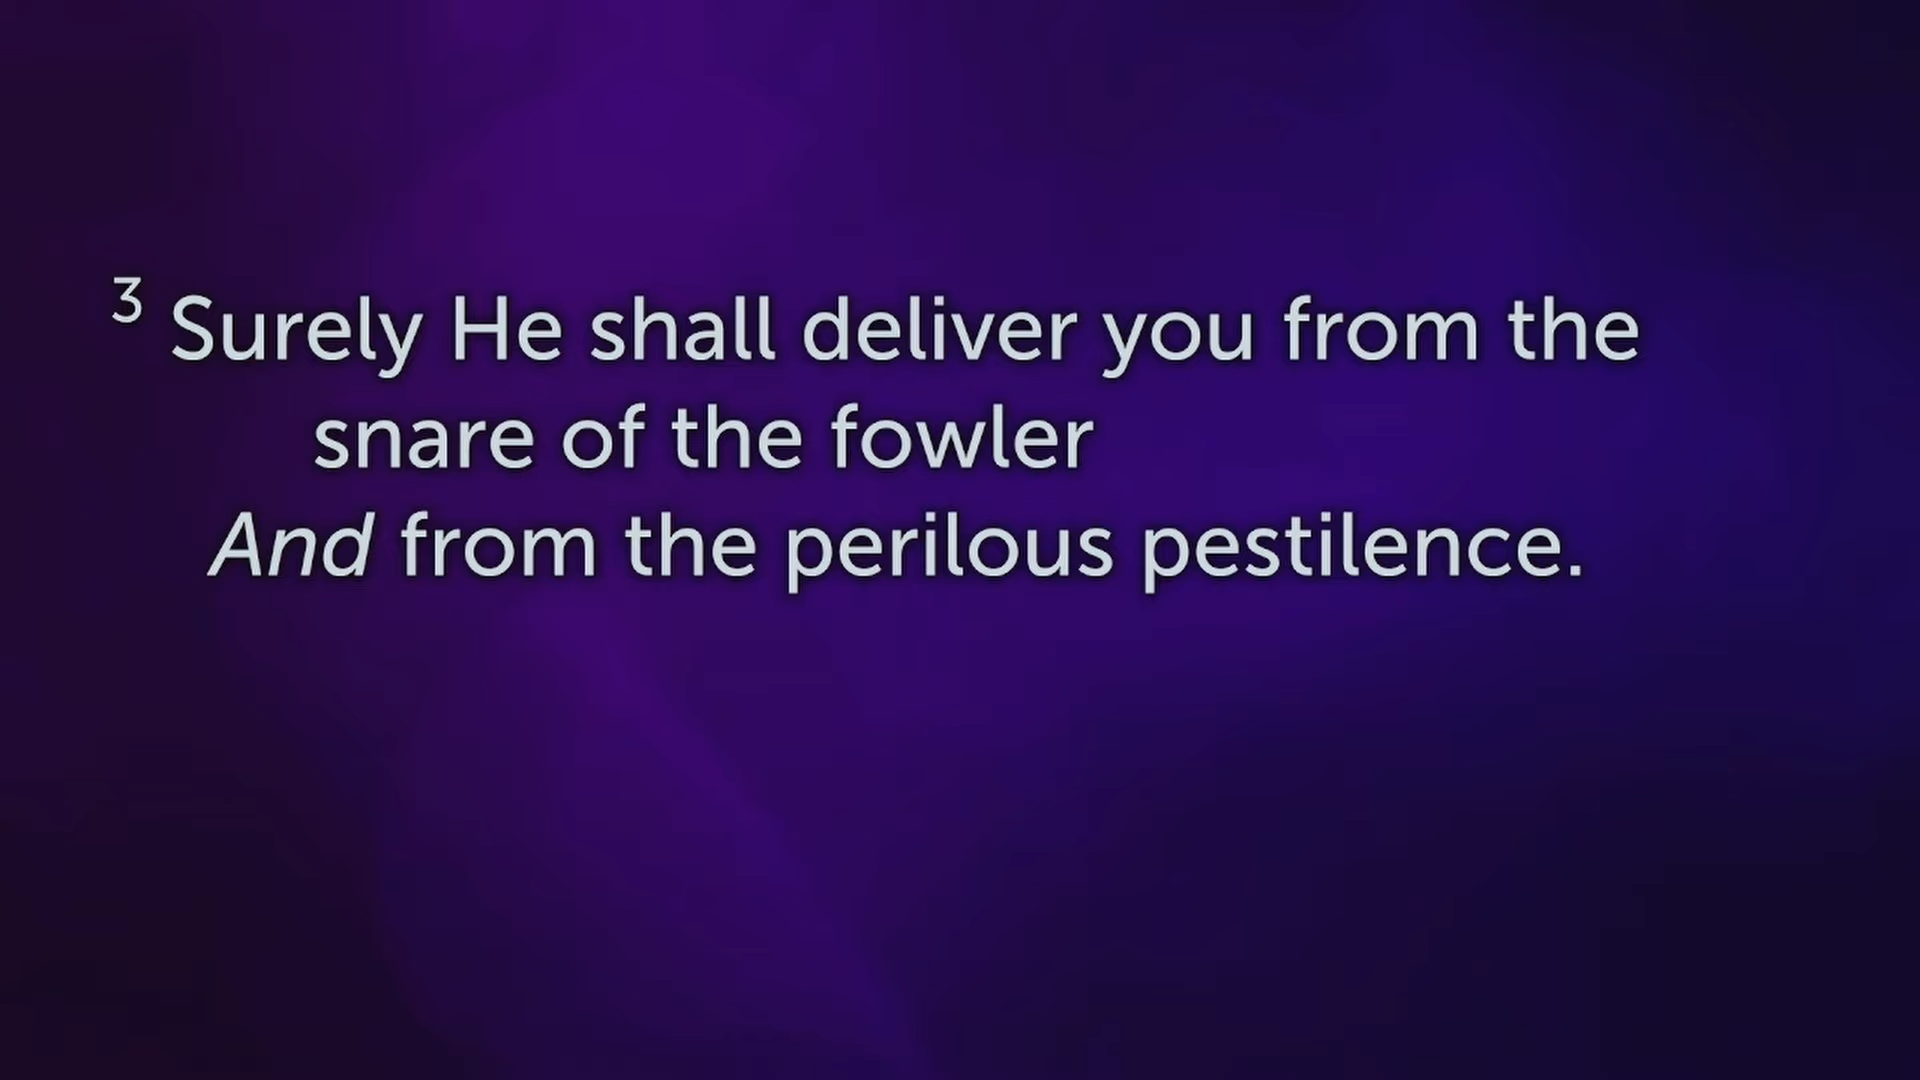 3 Surely He shall deliver you from the
snare of the fowler
And from the perilous pestilence.